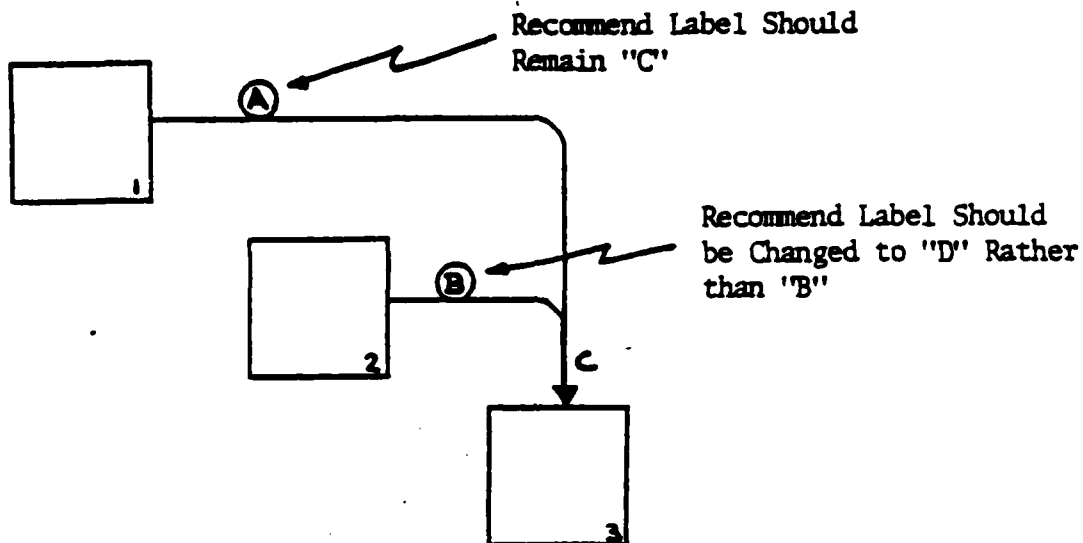 Recommend Label Should
Remain "C"
A
1
Recommend Label Should
be Changed to "D" Rather
than "B"
B
2
C
3